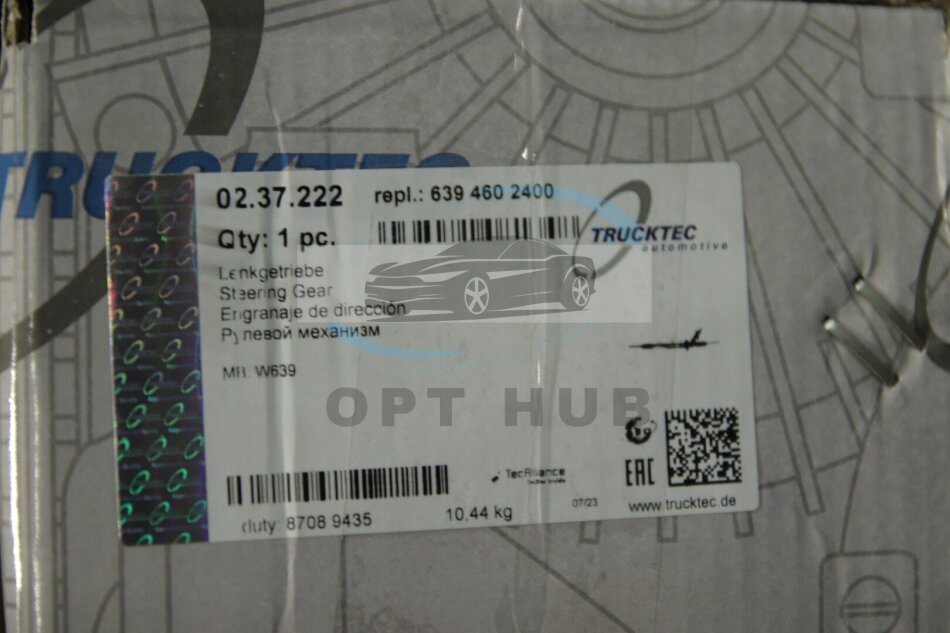 TRUCKTEC
02.37.222 repl.: 639 460 2400
Qty: 1 pc.
TRUCKTEC
automotive
Lenkgetriebe
Steering Gear
Engranaje de dirección
Рулевой механизм
MB: W639
OPT HUB
TecAlliance
EAC
duty: 8708 9435
10,44 kg
07/23
www.trucktec.de